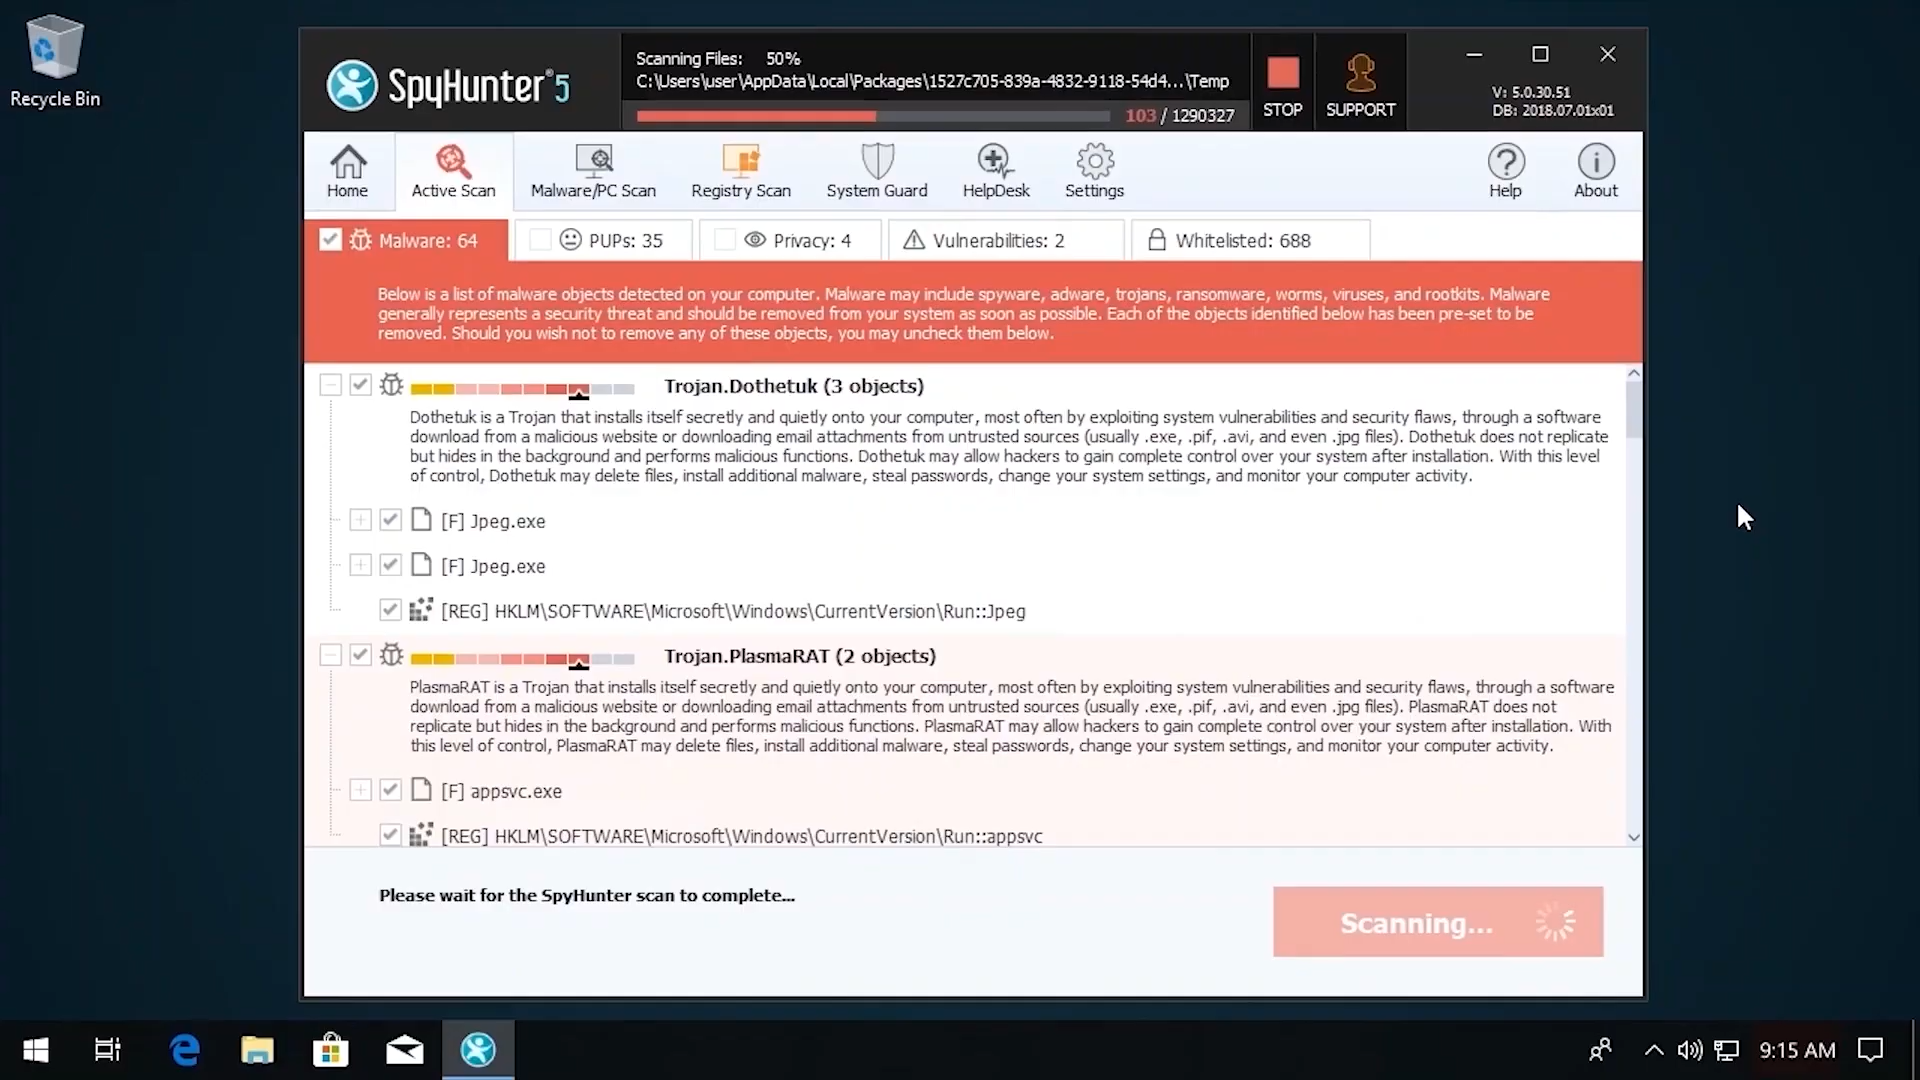 Recycle Bin
SpyHunter® 5
Scanning Files: 50%
C:\Users\user\AppData\Local\Packages\1527c705-839a-4832-9118-54d4...\Temp
103 / 1290327
STOP
SUPPORT
V: 5.0.30.51
DB: 2018.07.01x01
Home
Active Scan
Malware/PC Scan
Registry Scan
System Guard
HelpDesk
Settings
Help
About
Malware: 64
PUPs: 35
Privacy: 4
Vulnerabilities: 2
Whitelisted: 688
Below is a list of malware objects detected on your computer. Malware may include spyware, adware, trojans, ransomware, worms, viruses, and rootkits. Malware
generally represents a security threat and should be removed from your system as soon as possible. Each of the objects identified below has been pre-set to be
removed. Should you wish not to remove any of these objects, you may uncheck them below.
Trojan.Dothetuk (3 objects)
Dothetuk is a Trojan that installs itself secretly and quietly onto your computer, most often by exploiting system vulnerabilities and security flaws, through a software
download from a malicious website or downloading email attachments from untrusted sources (usually .exe, .pif, .avi, and even .jpg files). Dothetuk does not replicate
but hides in the background and performs malicious functions. Dothetuk may allow hackers to gain complete control over your system after installation. With this level
of control, Dothetuk may delete files, install additional malware, steal passwords, change your system settings, and monitor your computer activity.
[F] Jpeg.exe
[F] Jpeg.exe
[REG] HKLM\SOFTWARE\Microsoft\Windows\CurrentVersion\Run::Jpeg
Trojan.PlasmaRAT (2 objects)
PlasmaRAT is a Trojan that installs itself secretly and quietly onto your computer, most often by exploiting system vulnerabilities and security flaws, through a software
download from a malicious website or downloading email attachments from untrusted sources (usually .exe, .pif, .avi, and even .jpg files). PlasmaRAT does not
replicate but hides in the background and performs malicious functions. PlasmaRAT may allow hackers to gain complete control over your system after installation. With
this level of control, PlasmaRAT may delete files, install additional malware, steal passwords, change your system settings, and monitor your computer activity.
[F] appsvc.exe
[REG] HKLM\SOFTWARE\Microsoft\Windows\CurrentVersion\Run::appsvc
Please wait for the SpyHunter scan to complete...
Scanning...
9:15 AM